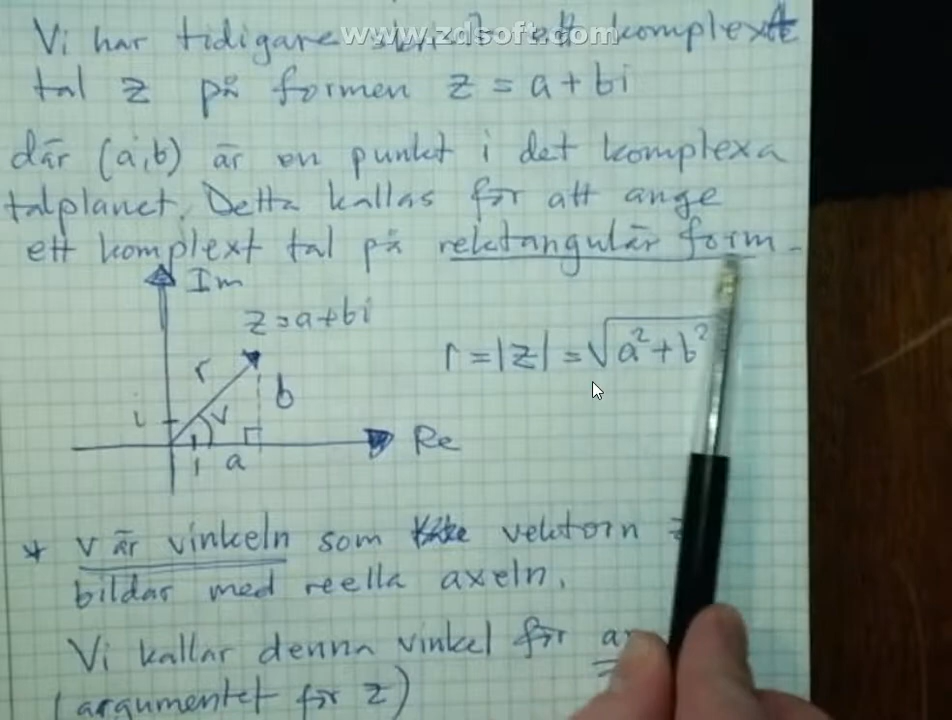 www.zdsoft.com
Vi har tidigare ett komplext
tal z på formen z = a + bi
där (a,b) är en punkt i det komplexa
talplanet. Detta kallas för att ange
ett komplext tal på rektangulär form.
Im
z = a + bi
r
r = |z| = √a² + b²
b
i
v
Re
1
a
* v är vinkeln som vektorn z
bildar med reella axeln.
Vi kallar denna vinkel för
(argumentet för z)